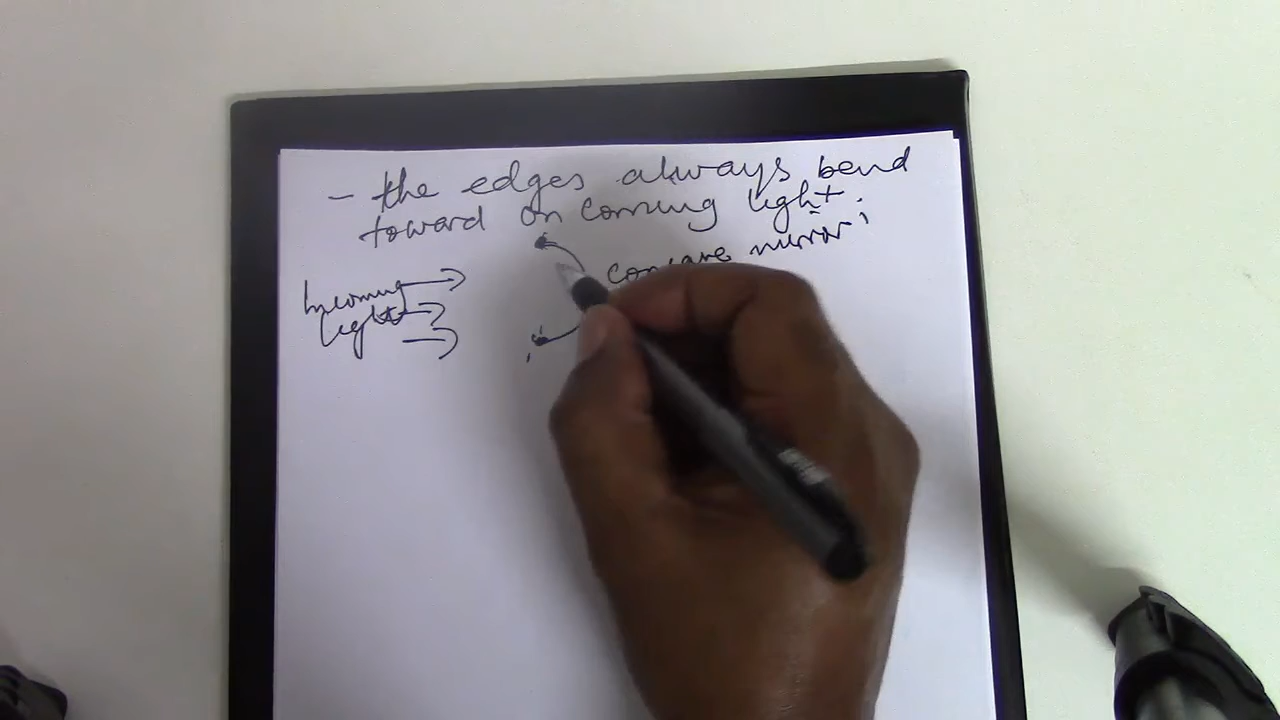 - the edges always bend
toward on coming light.
concave mirror
Incoming
light